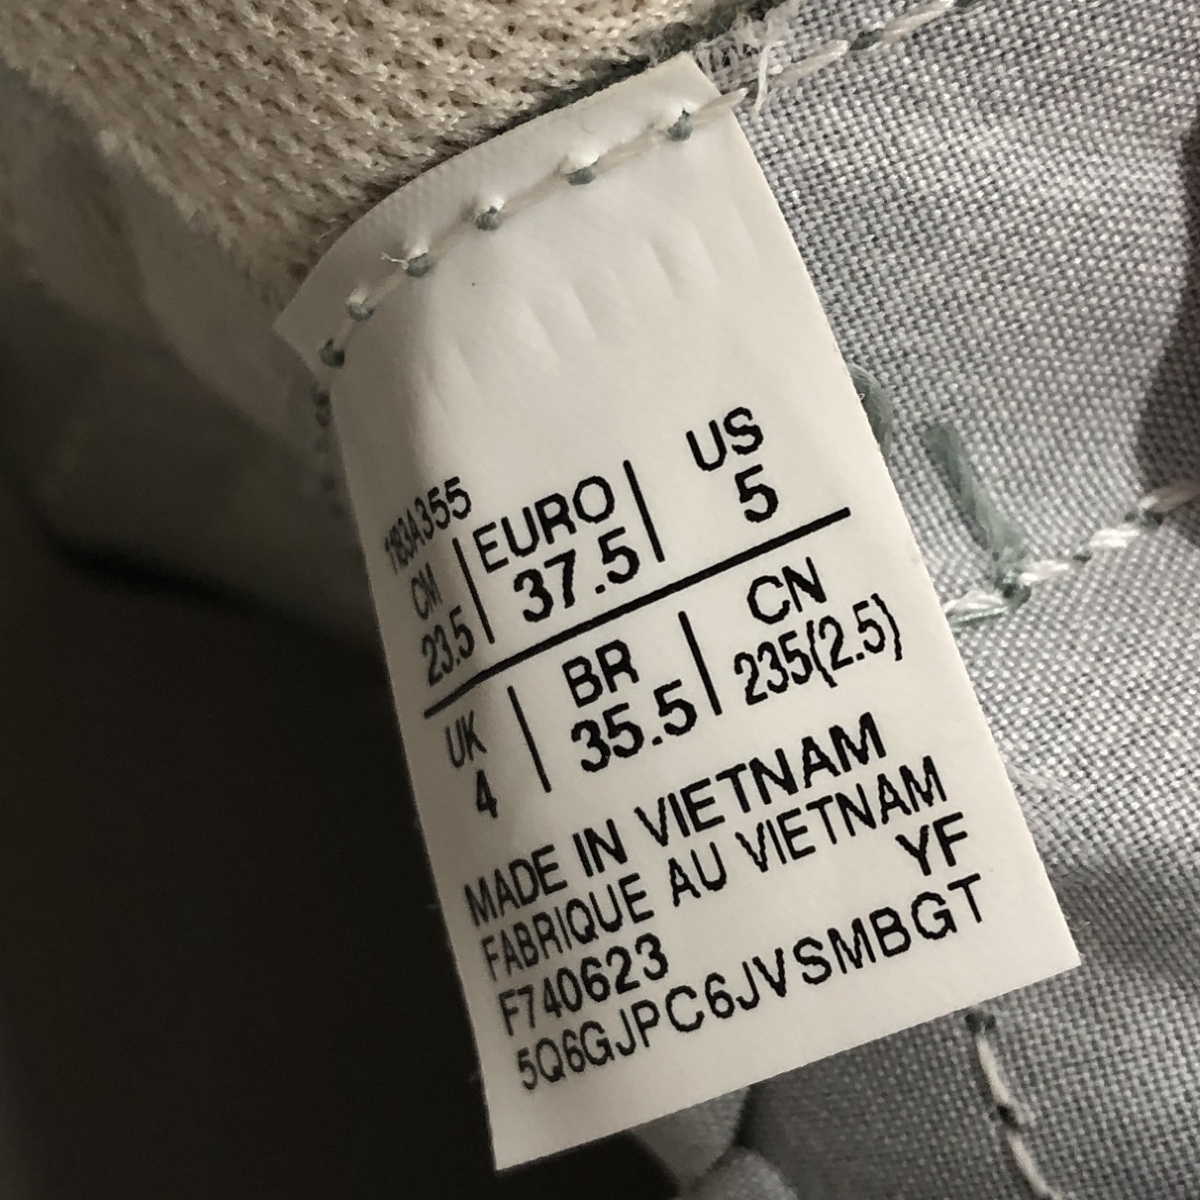 1183A355
CM | EURO | US
23.5 | 37.5 | 5
UK | BR | CN
4 | 35.5 | 235(2.5)
MADE IN VIETNAM
FABRIQUE AU VIETNAM
YF
F740623
5Q6GJPC6JVSMBGT